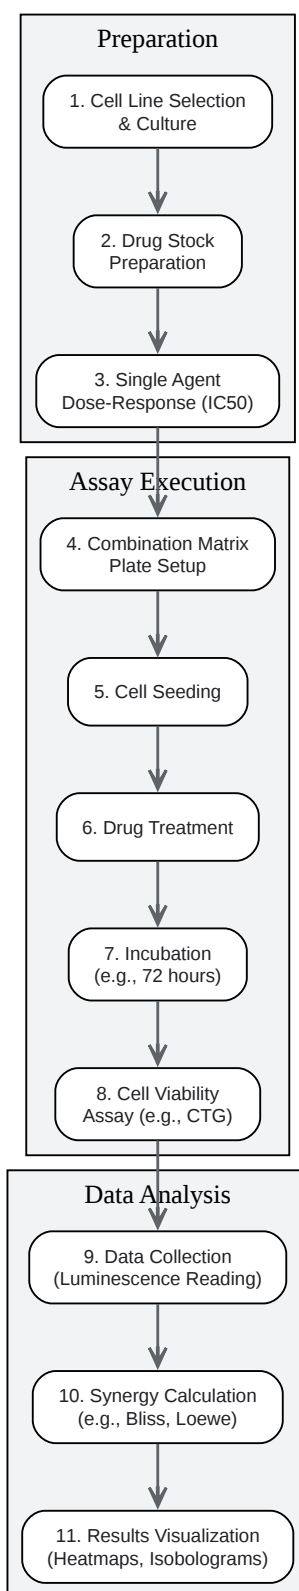 Preparation
1. Cell Line Selection
& Culture
2. Drug Stock
Preparation
3. Single Agent
Dose-Response (IC50)
Assay Execution
4. Combination Matrix
Plate Setup
5. Cell Seeding
6. Drug Treatment
7. Incubation
(e.g., 72 hours)
8. Cell Viability
Assay (e.g., CTG)
Data Analysis
9. Data Collection
(Luminescence Reading)
10. Synergy Calculation
(e.g., Bliss, Loewe)
11. Results Visualization
(Heatmaps, Isobolograms)